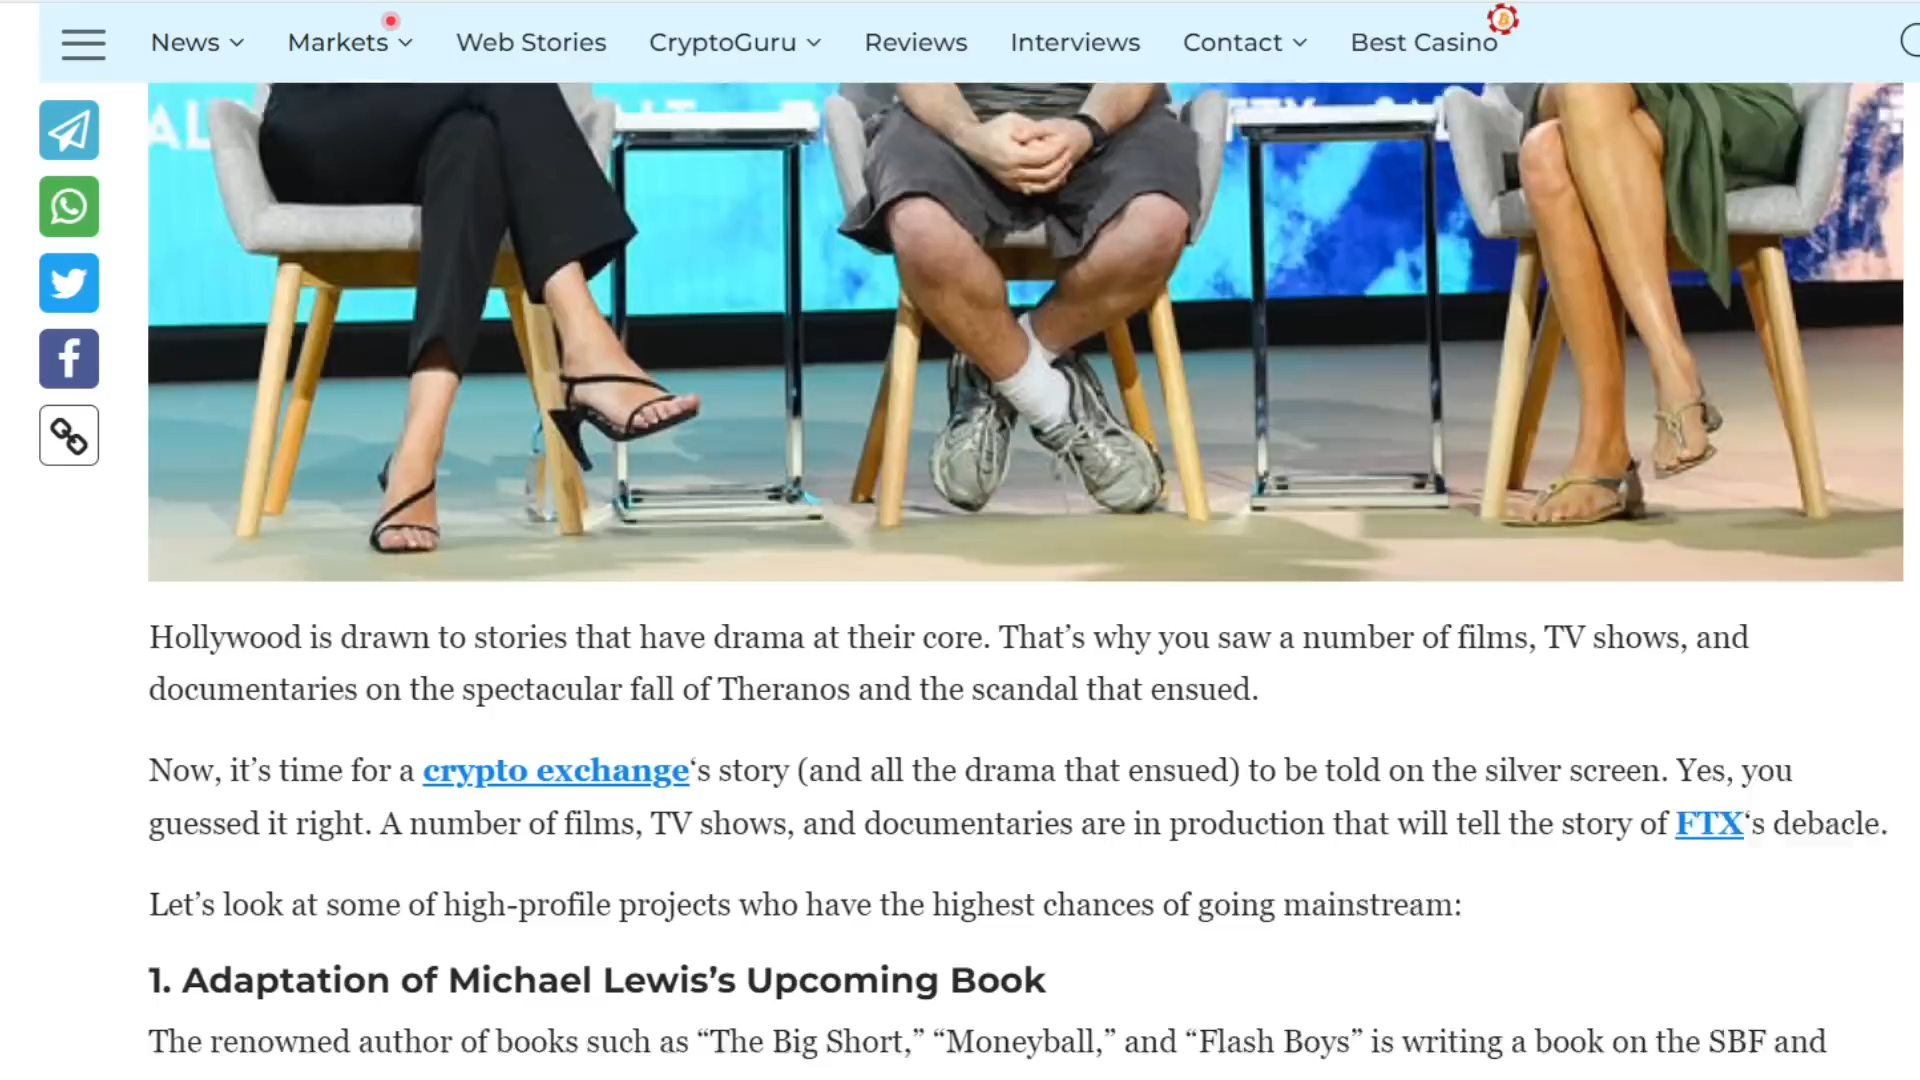 News Markets Web Stories CryptoGuru Reviews Interviews Contact Best Casino
Hollywood is drawn to stories that have drama at their core. That’s why you saw a number of films, TV shows, and
documentaries on the spectacular fall of Theranos and the scandal that ensued.
Now, it’s time for a crypto exchange‘s story (and all the drama that ensued) to be told on the silver screen. Yes, you
guessed it right. A number of films, TV shows, and documentaries are in production that will tell the story of FTX‘s debacle.
Let’s look at some of high-profile projects who have the highest chances of going mainstream:
1. Adaptation of Michael Lewis’s Upcoming Book
The renowned author of books such as “The Big Short,” “Moneyball,” and “Flash Boys” is writing a book on the SBF and